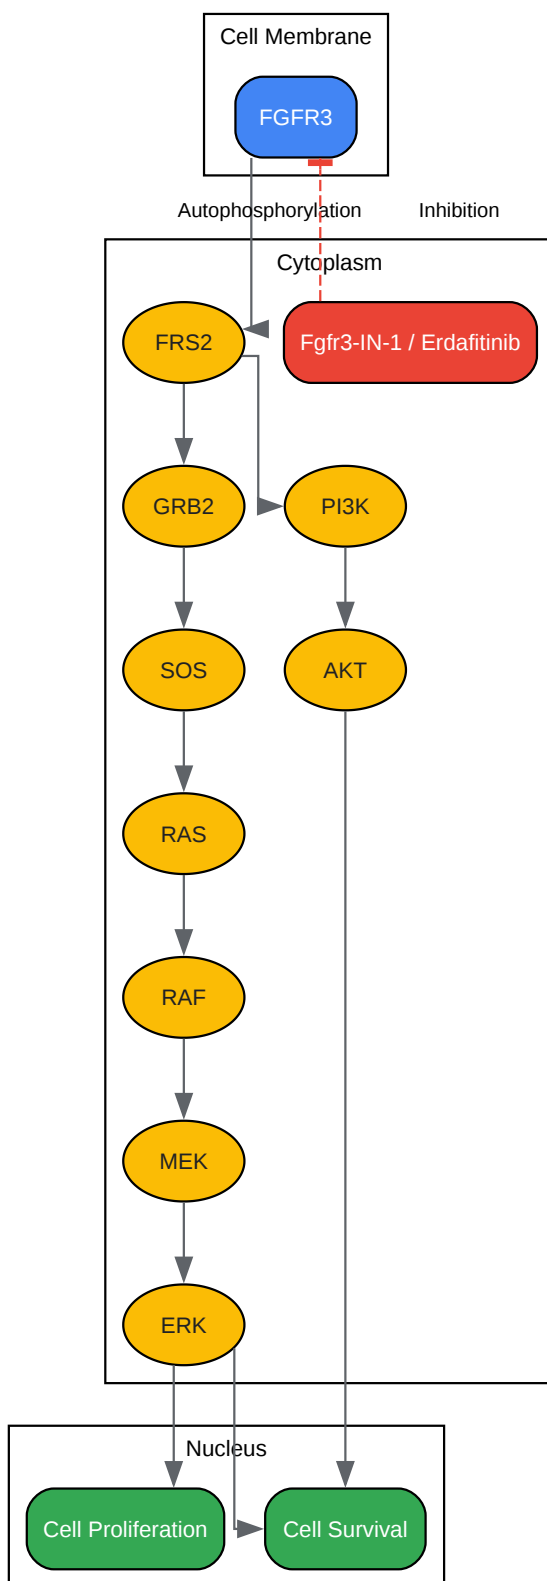 Cell Membrane
FGFR3
Autophosphorylation
Inhibition
Cytoplasm
FRS2
Fgfr3-IN-1 / Erdafitinib
GRB2
PI3K
SOS
AKT
RAS
RAF
MEK
ERK
Nucleus
Cell Proliferation
Cell Survival